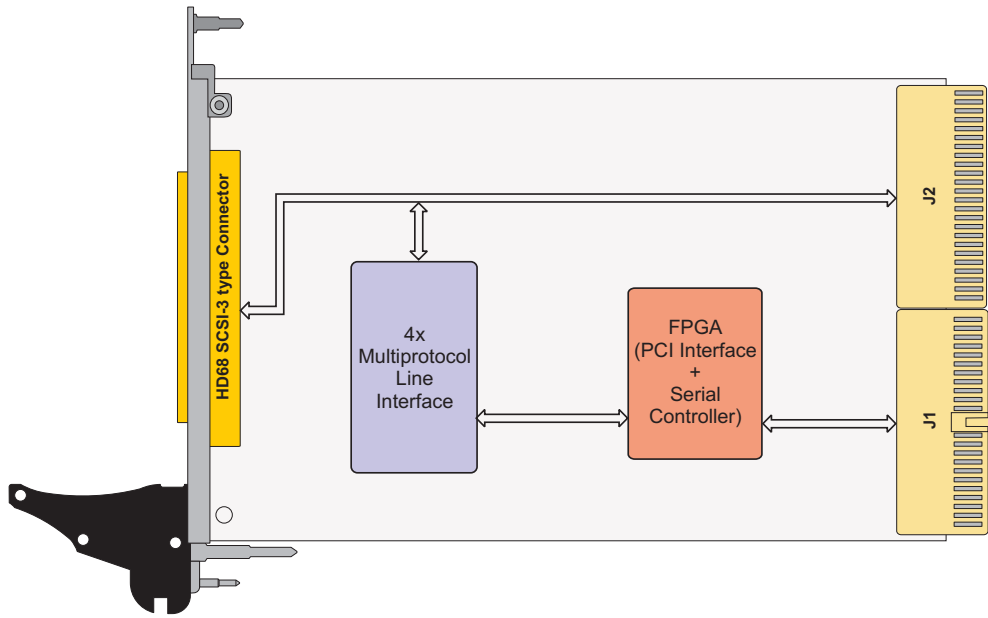 HD68 SCSI-3 type Connector
J2
4x
Multiprotocol
Line
Interface
FPGA
(PCI Interface
+
Serial
Controller)
J1